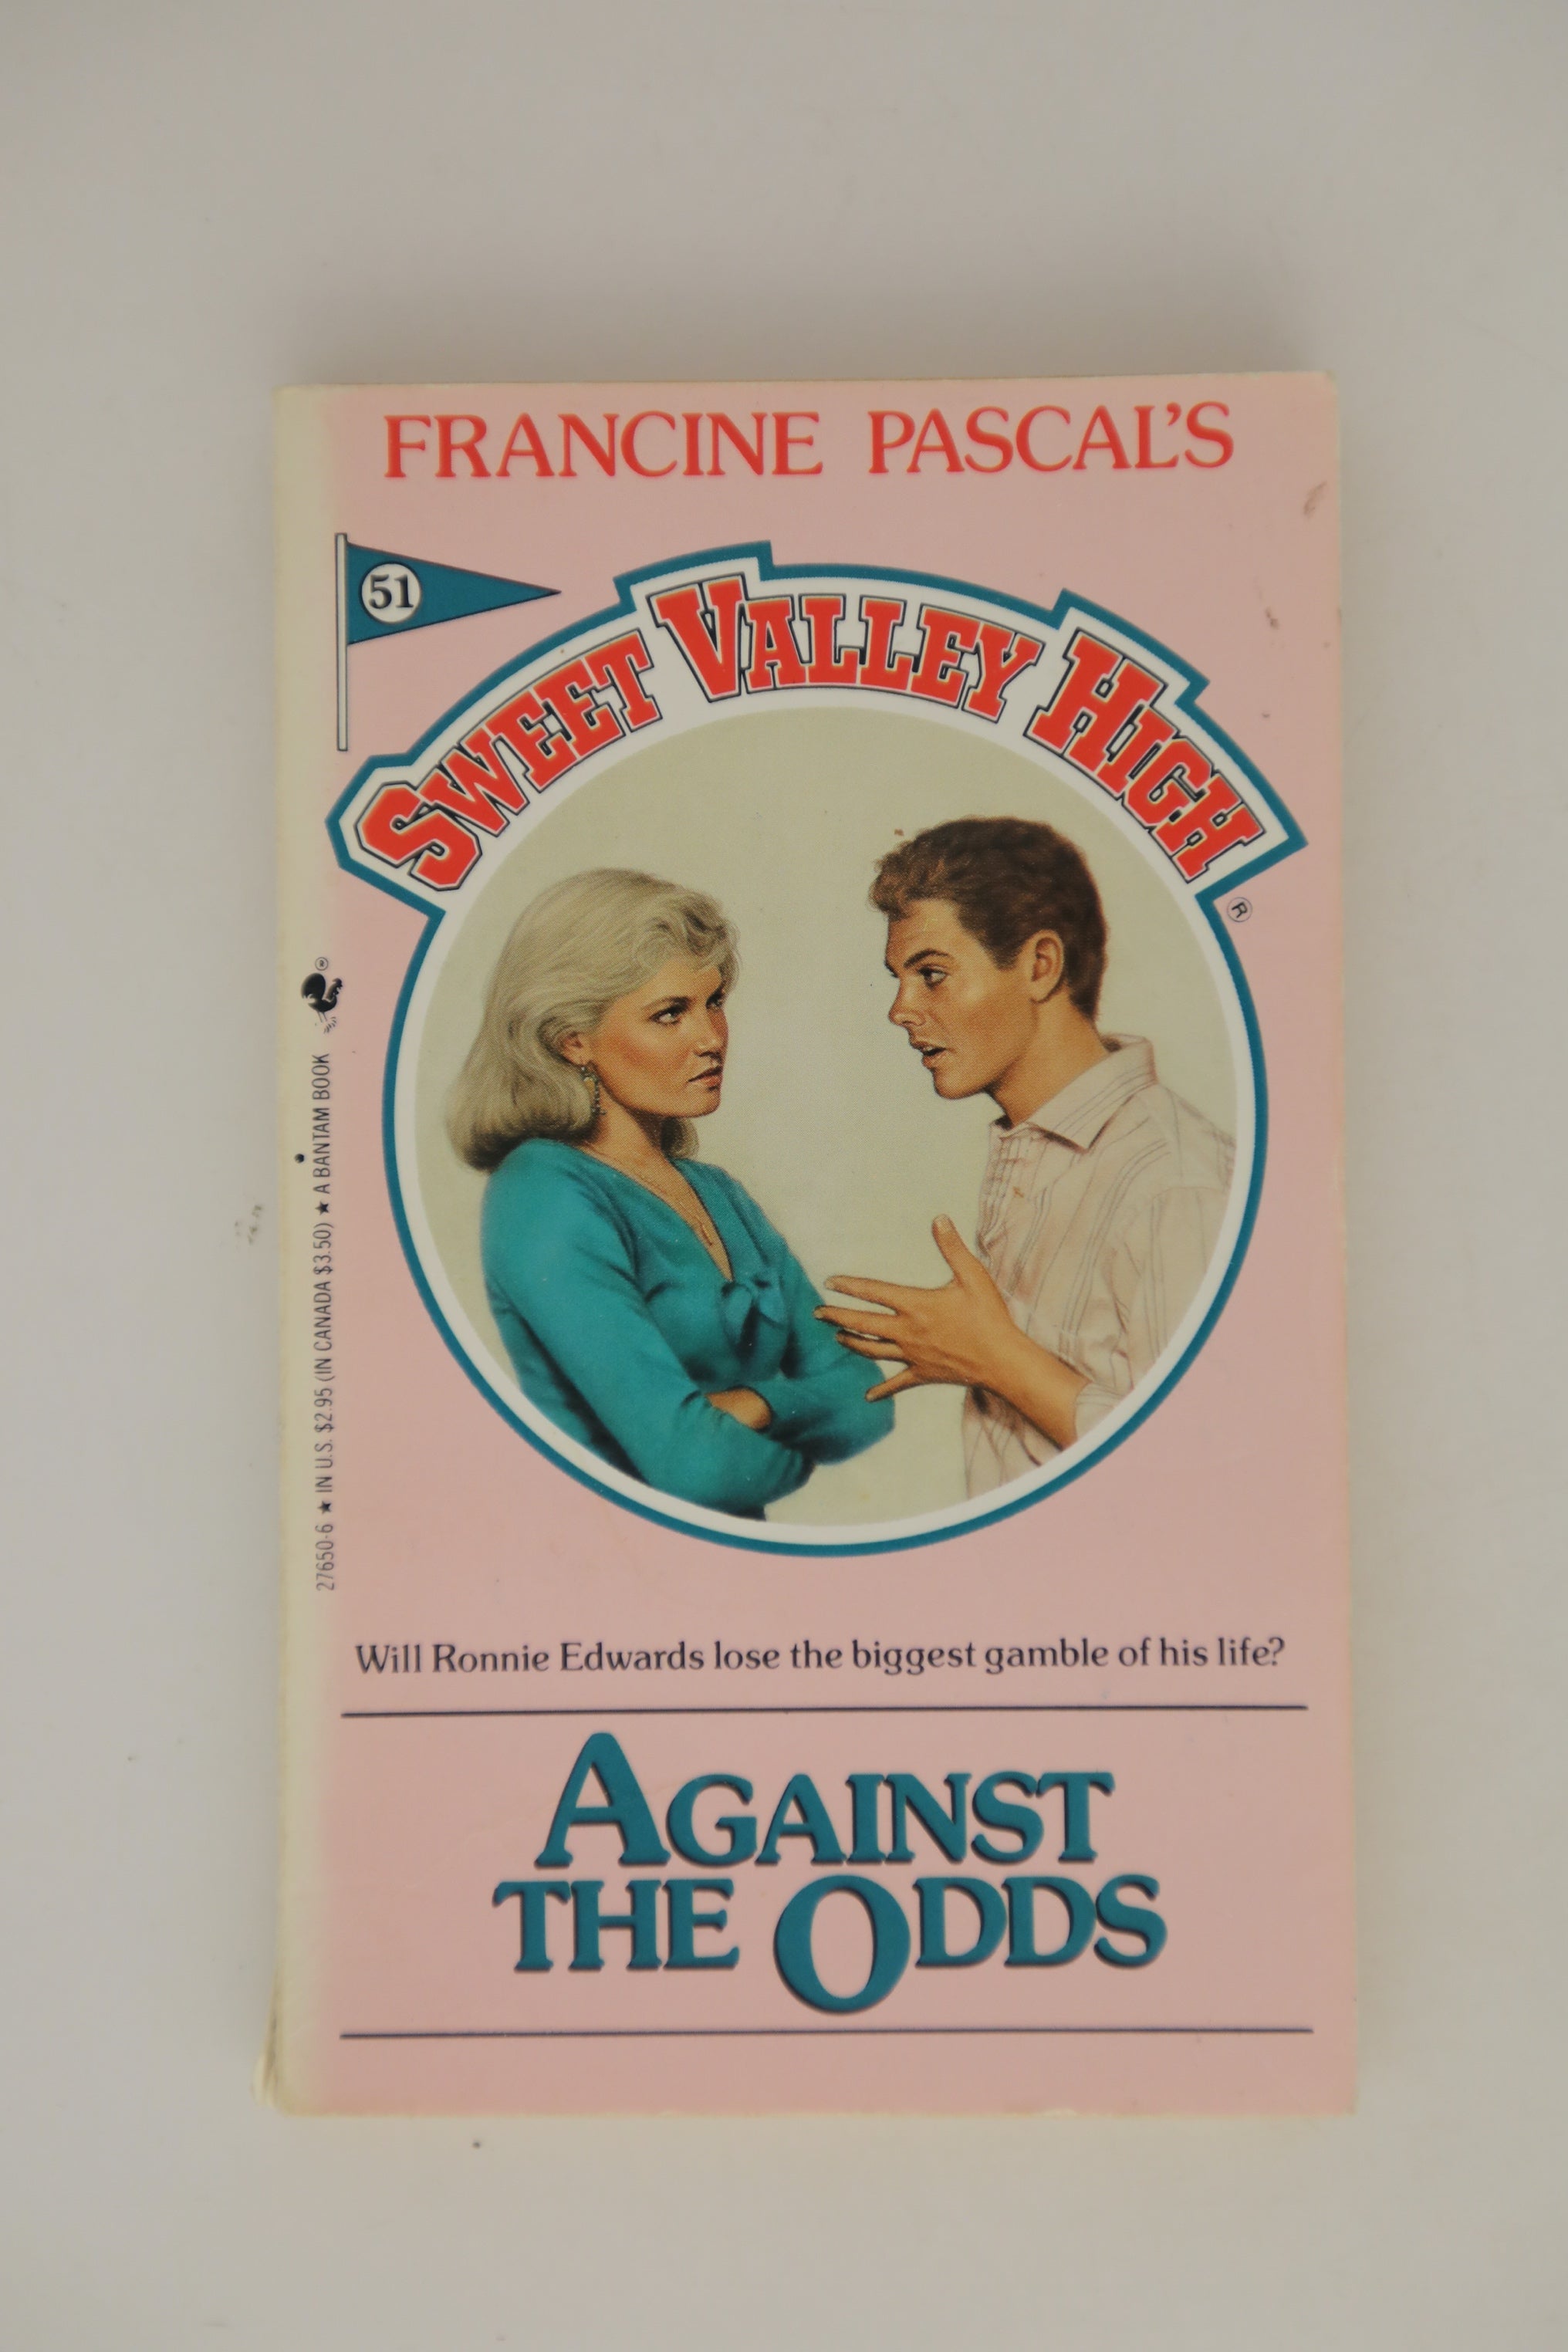 FRANCINE PASCAL'S
51
SWEET VALLEY HIGH®
27650-6 ★ IN U.S. $2.95 (IN CANADA $3.50) ★ A BANTAM BOOK
Will Ronnie Edwards lose the biggest gamble of his life?
AGAINST
THE ODDS